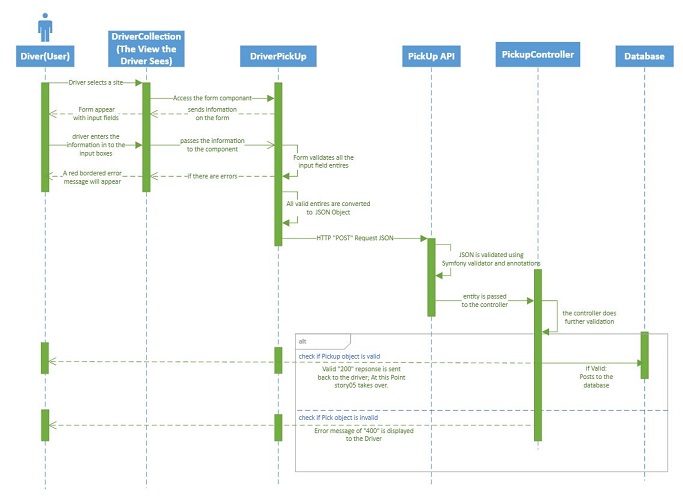 Diver(User)
DriverCollection
(The View the
Driver Sees)
DriverPickUp
PickUp API
PickupController
Database
Driver selects a site
Access the form componant
Form appear
with input fields
sends infomation
on the form
driver enters the
information in to the
input boxes
passes the information
to the component
Form validates all the
input field entires
A red bordered error
message will appear
if there are errors
All valid entires are converted
to JSON Object
HTTP "POST" Request JSON
JSON is validated using
Symfony validator and annotations
entity is passed
to the controller
the controller does
further validation
alt
check if Pickup object is valid
Valid "200" repsonse is sent
back to the driver; At this Point
story05 takes over.
If Valid:
Posts to the
database
check if Pick object is invalid
Error message of "400" is displayed
to the Driver